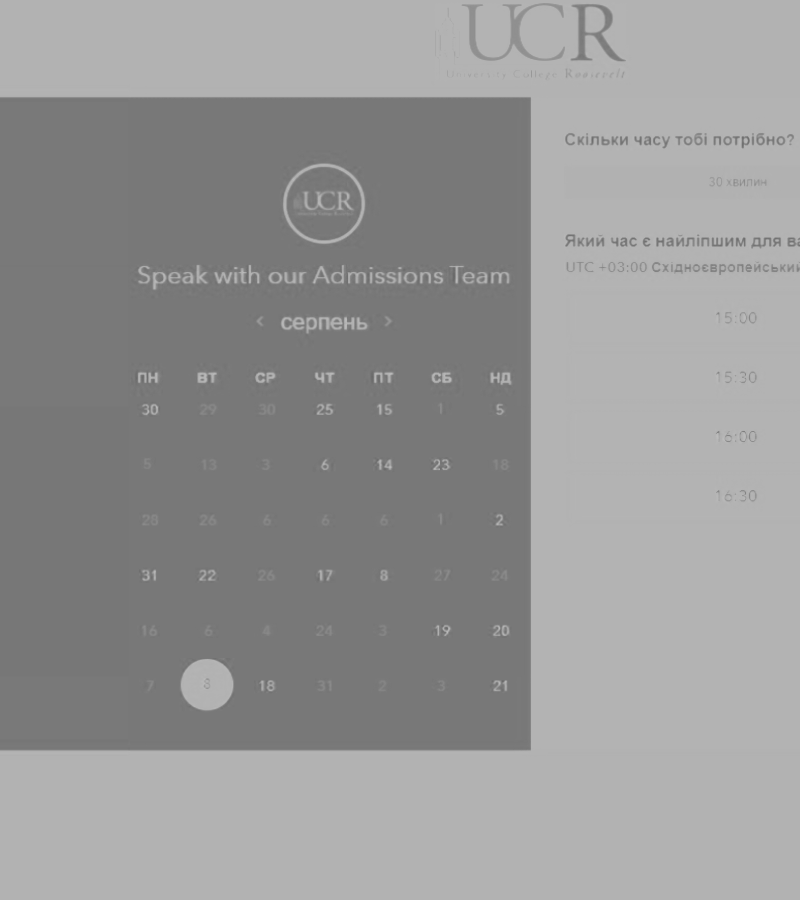 UCR
University College Roosevelt
UCR
Speak with our Admissions Team
< серпень >
ПН ВТ СР ЧТ ПТ СБ НД
30 29 30 25 15 1 5
5 13 3 6 14 23 18
28 26 6 6 6 1 2
31 22 26 17 8 27 24
16 6 4 24 3 19 20
7 8 18 31 2 3 21
Скільки часу тобі потрібно?
30 хвилин
Який час є найліпшим для ва
UTC +03:00 Східноєвропейський
15:00
15:30
16:00
16:30